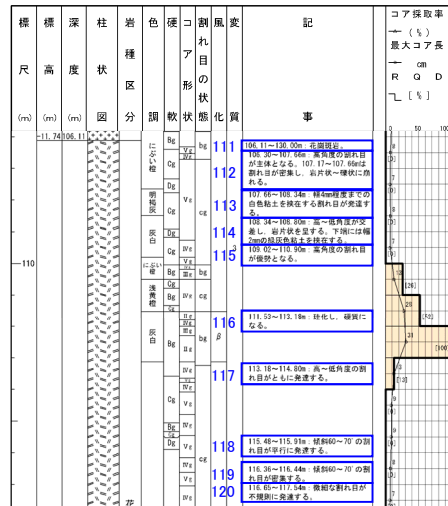 標尺
(m)
標高
(m)
深度
(m)
柱状図
岩種区分
色調
硬軟
コア形状
割れ目の状態
風化
変質
記事
コア採取率
(%)
最大コア長
cm
RQD
[%]
0 50 100
-11.74 106.11
-110
にぶい橙
明褐灰
灰白
にぶい橙
浅黄橙
灰白
花
Bg
Cg
Dg
Cg
Dg
Cg
Bg
Cg
Bg
Cg
Bg
Cg
Bg
Cg
Dg
Cg
bg
cg
bg
cg
bg
cg
3
β
111 106.11~130.00m:花崗斑岩。
112 106.30~107.66m:高角度の割れ目
が主体となる。107.17~107.66mは
割れ目が密集し、岩片状~礫状に崩
れる。
113 107.66~108.34m:幅4mm程度までの
白色粘土を挟在する割れ目が発達す
る。
114 108.34~108.80m:高~低角度が交
差し、岩片状を呈する。下端には幅
2mmの緑灰色粘土を挟在する。
115 109.02~110.90m:高角度の割れ目
が優勢となる。
116 111.53~113.18m:珪化し、硬質に
なる。
117 113.18~114.80m:高~低角度の割
れ目がともに発達する。
118 115.48~115.91m:傾斜60~70°の割
れ目が平行に発達する。
119 116.36~116.44m:傾斜60~70°の割
れ目が密集する。
120 116.65~117.54m:微細な割れ目が
不規則に発達する。
[0]
[26]
[52]
[100]
[13]
[0]